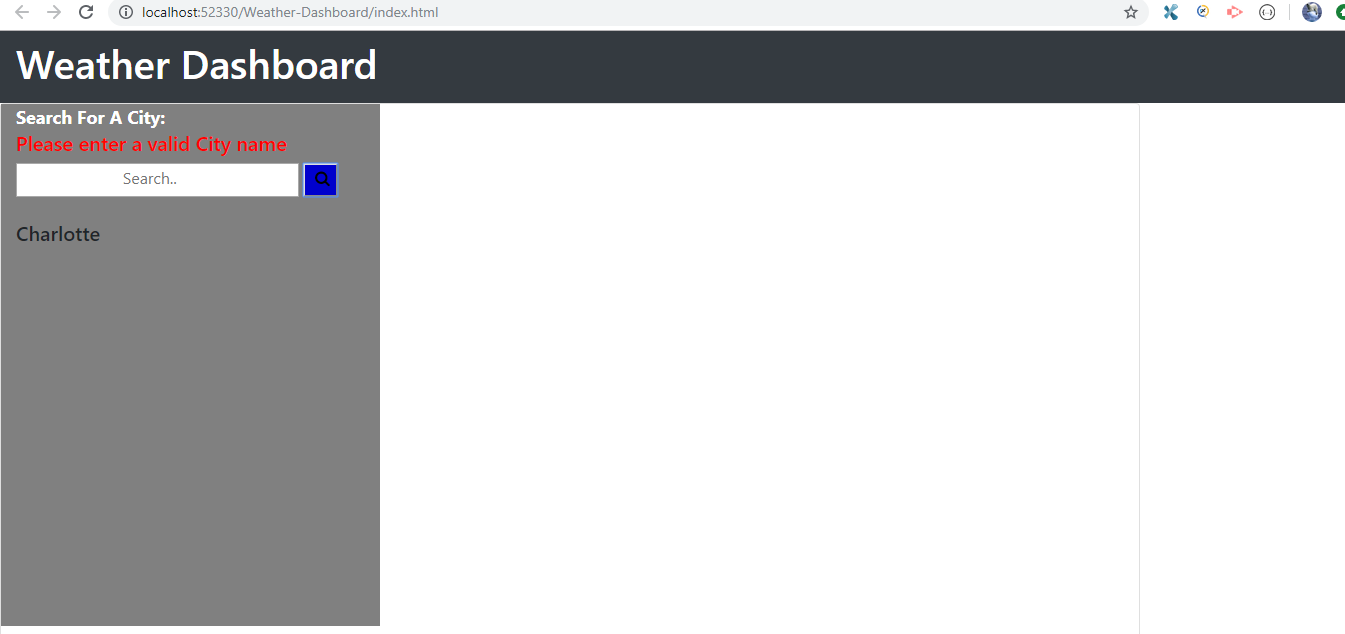 localhost:52330/Weather-Dashboard/index.html
Weather Dashboard
Search For A City:
Please enter a valid City name
Search..
Charlotte